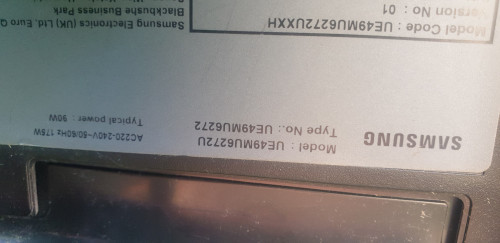 SAMSUNG
Model : UE49MU6272U
Type No.: UE49MU6272
AC220-240V~50/60Hz 175W
Typical power : 90W
Model Code : UE49MU6272UXXH
Version No : 01
Samsung Electronics (UK) Ltd. Euro
Blackbushe Business Park